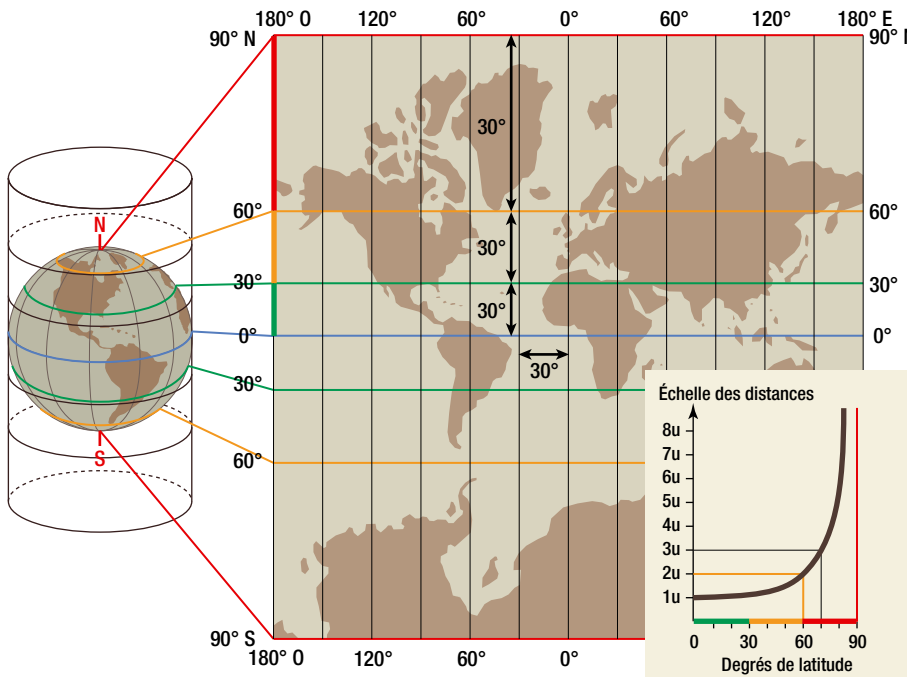 180° O 120° 60° 0° 60° 120° 180° E
90° N 90° N
30°
N
60° 60°
30°
30° 30°
30°
0° 0°
30°
30°
S
60°
90° S
180° O 120° 60° 0°
Échelle des distances
8u
7u
6u
5u
4u
3u
2u
1u
0 30 60 90
Degrés de latitude